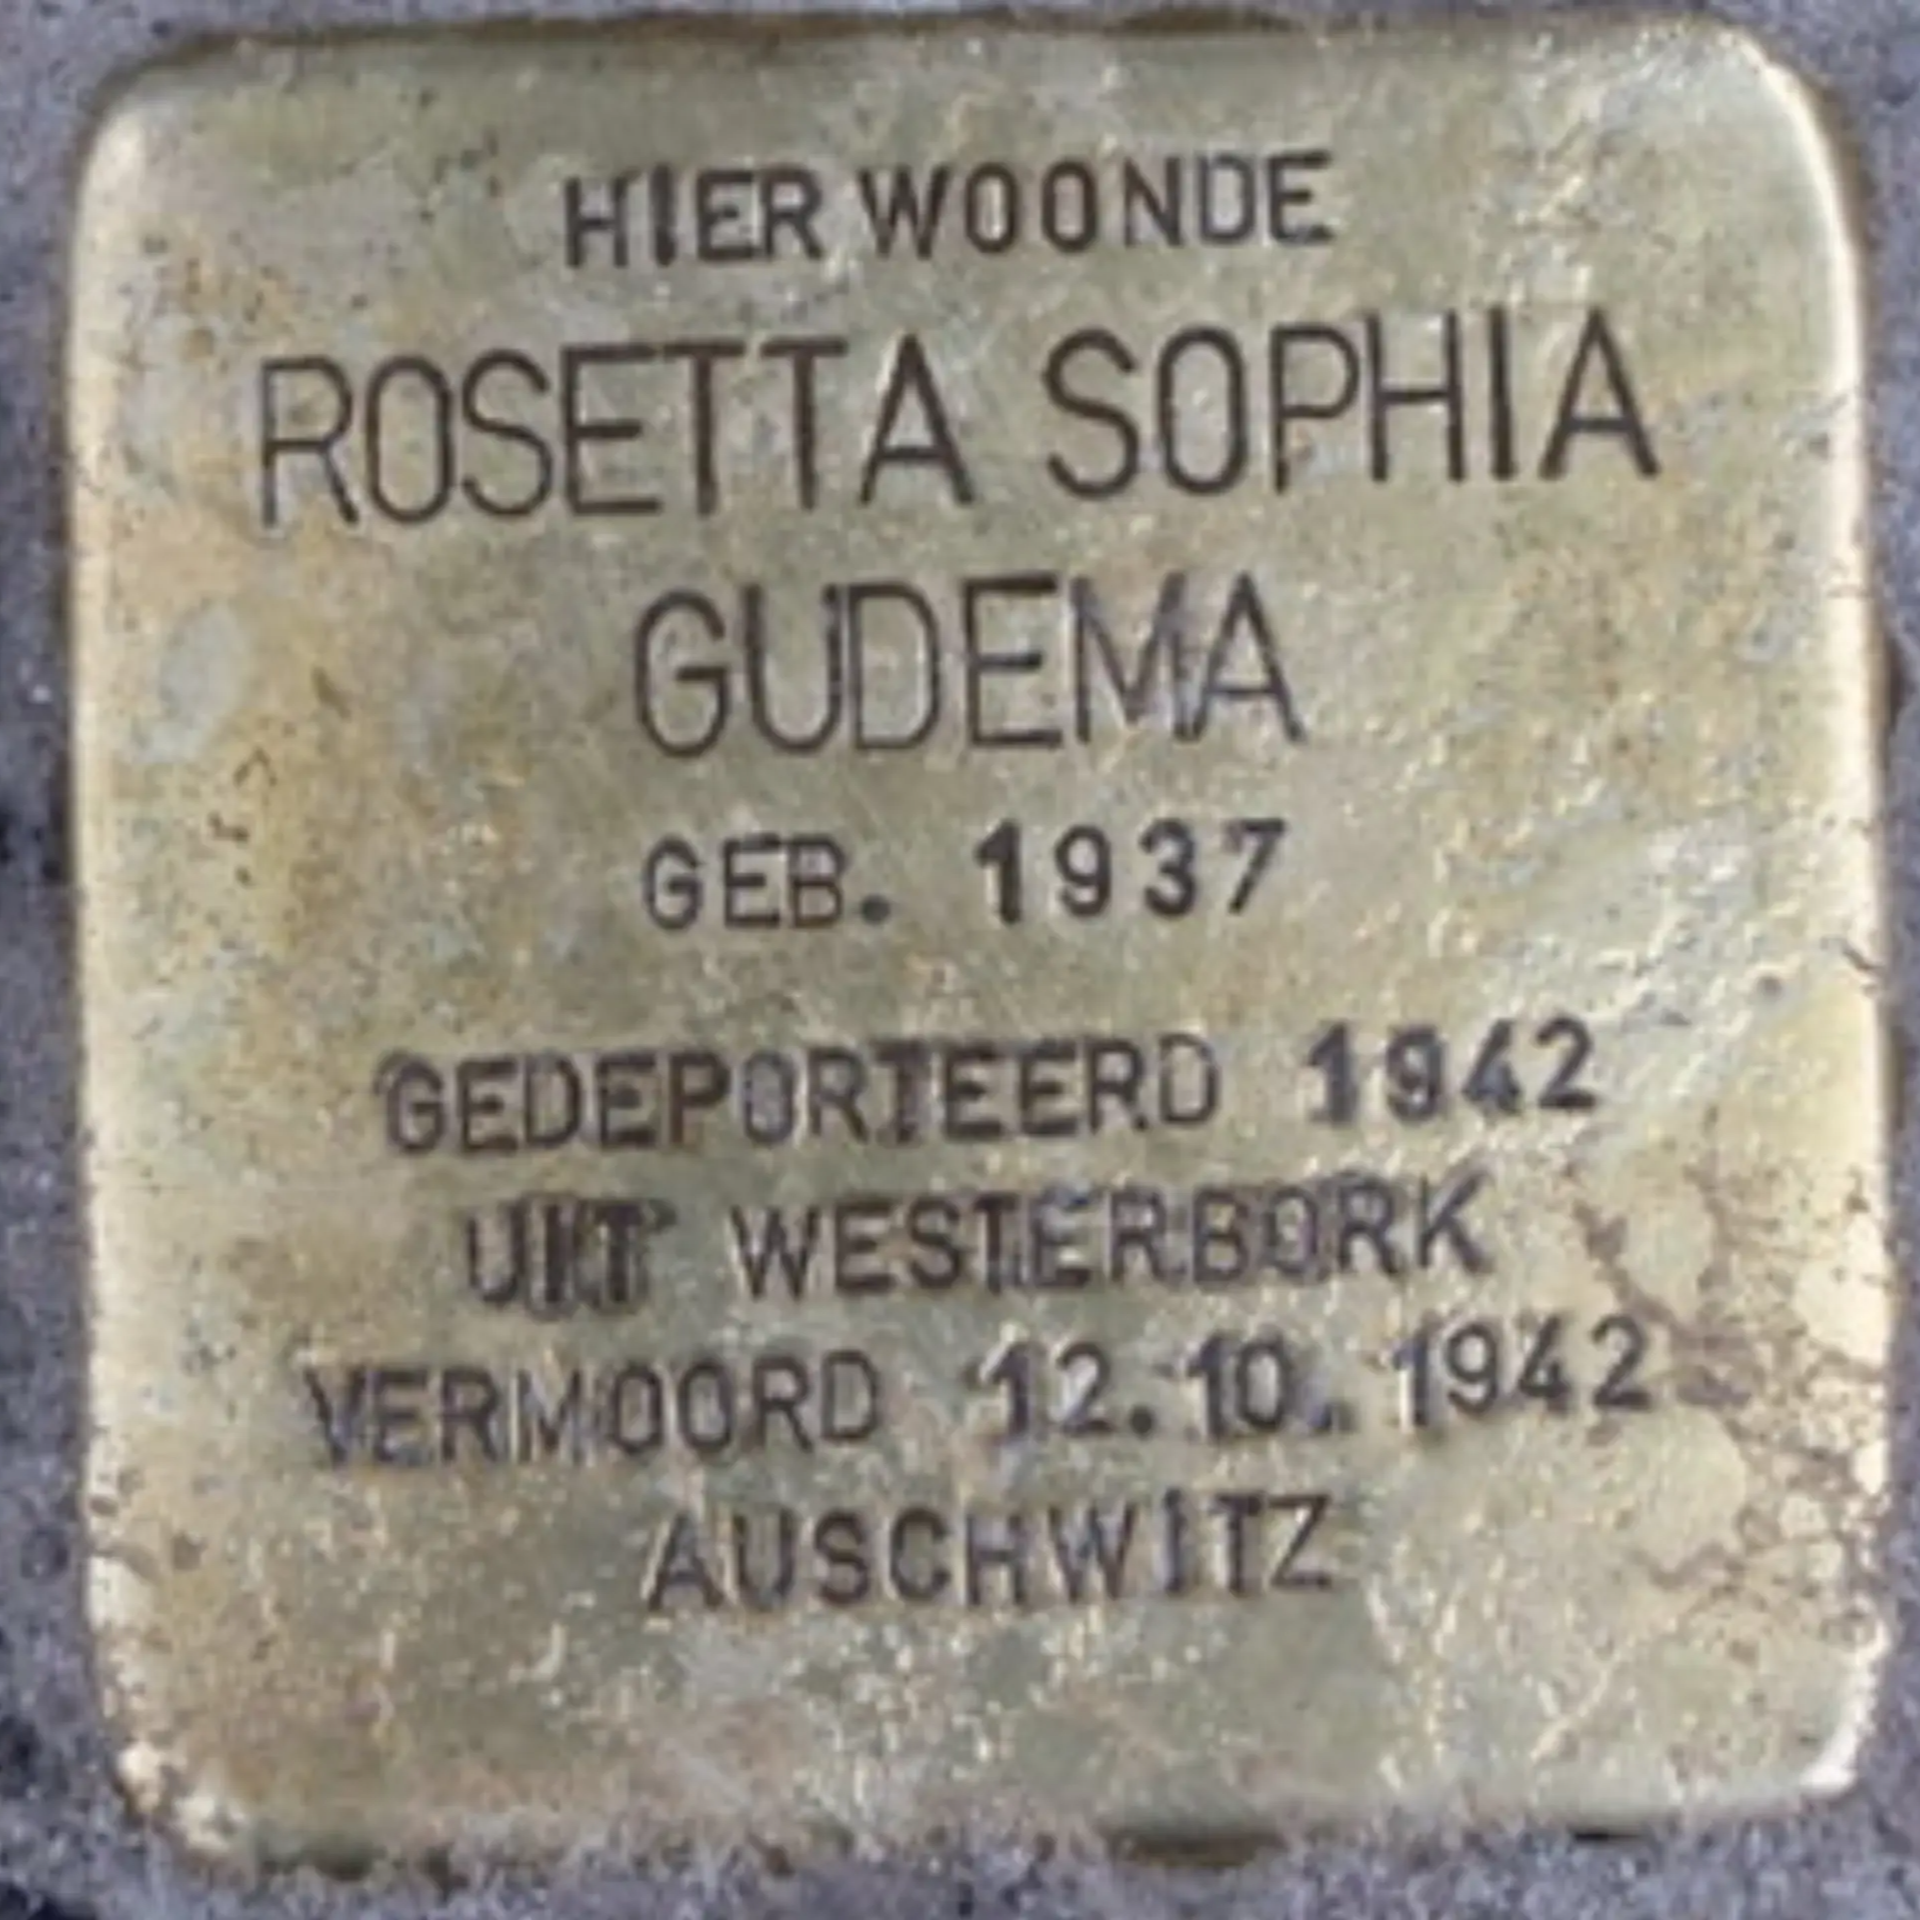 HIER WOONDE
ROSETTA SOPHIA
GUDEMA
GEB. 1937
GEDEPORTEERD 1942
UIT WESTERBORK
VERMOORD 12.10.1942
AUSCHWITZ